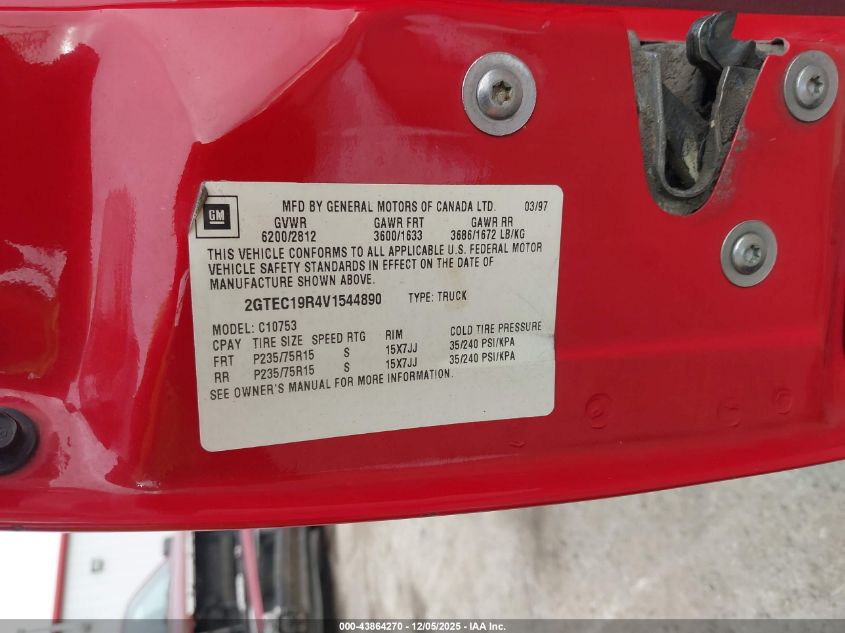 GM
MFD BY GENERAL MOTORS OF CANADA LTD. 03/97
GVWR GAWR FRT GAWR RR
6200/2812 3600/1633 3686/1672 LB/KG
THIS VEHICLE CONFORMS TO ALL APPLICABLE U.S. FEDERAL MOTOR
VEHICLE SAFETY STANDARDS IN EFFECT ON THE DATE OF
MANUFACTURE SHOWN ABOVE.
2GTEC19R4V1544890 TYPE: TRUCK
MODEL: C10753
CPAY TIRE SIZE SPEED RTG RIM COLD TIRE PRESSURE
FRT P235/75R15 S 15X7JJ 35/240 PSI/KPA
RR P235/75R15 S 15X7JJ 35/240 PSI/KPA
SEE OWNER'S MANUAL FOR MORE INFORMATION.
000-43864270 - 12/05/2025 - IAA Inc.